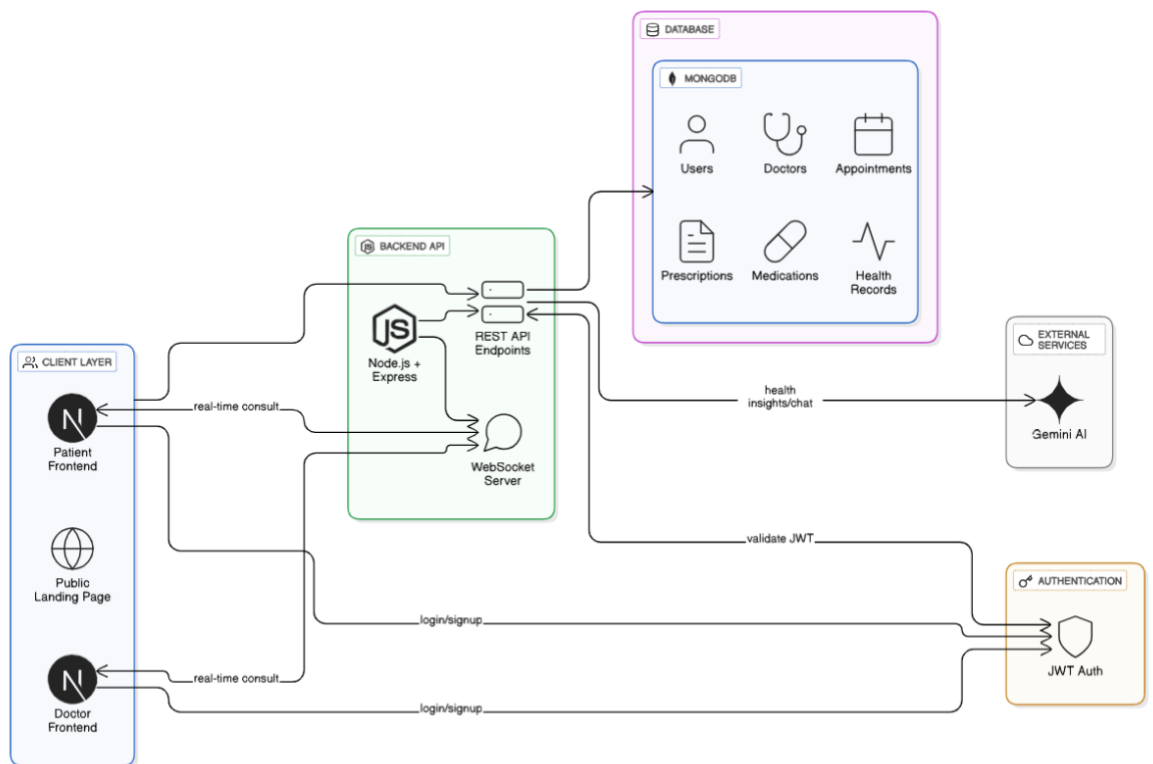 DATABASE
MONGODB
Users
Doctors
Appointments
Prescriptions
Medications
Health
Records
BACKEND API
JS
Node.js +
Express
REST API
Endpoints
WebSocket
Server
EXTERNAL
SERVICES
Gemini AI
health
insights/chat
CLIENT LAYER
N
Patient
Frontend
real-time consult
Public
Landing Page
N
Doctor
Frontend
real-time consult
validate JWT
login/signup
login/signup
AUTHENTICATION
JWT Auth